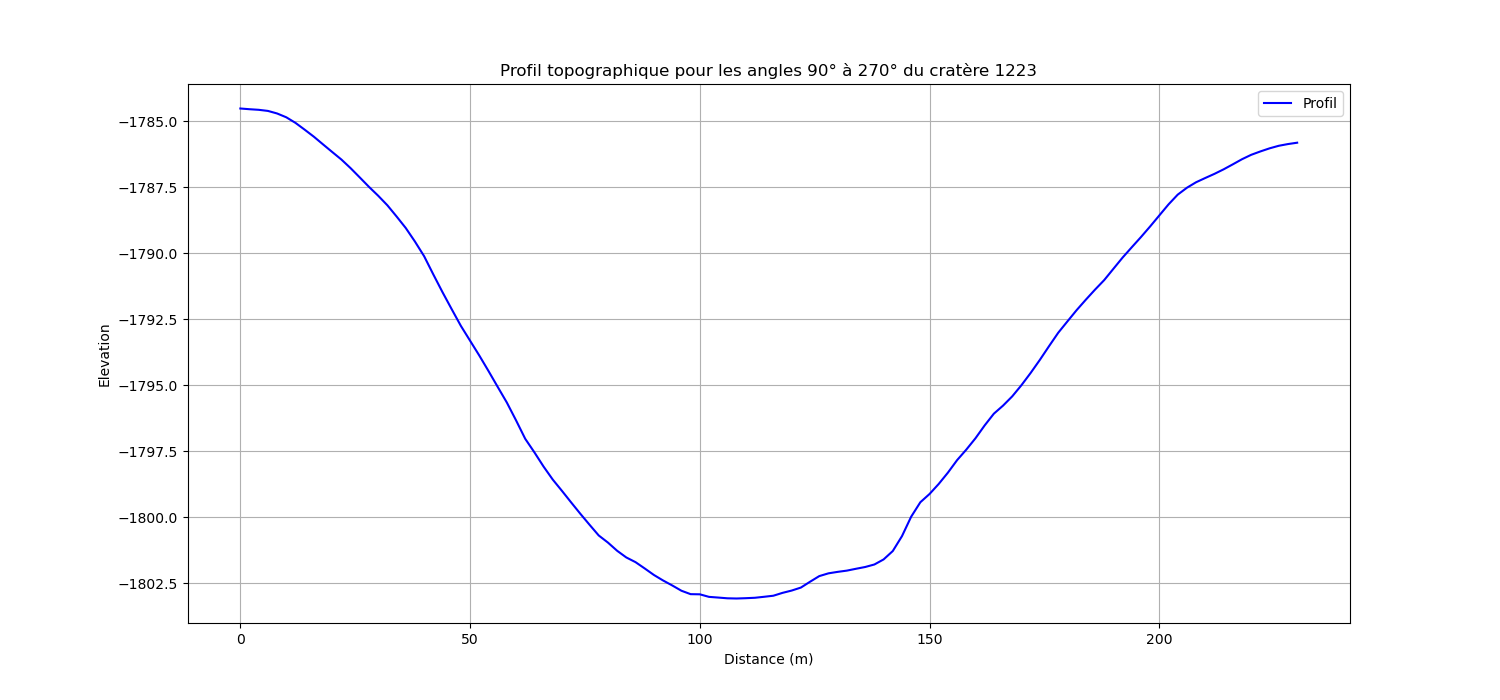 Profil topographique pour les angles 90° à 270° du cratère 1223
Profil
−1785.0
−1787.5
−1790.0
−1792.5
−1795.0
−1797.5
−1800.0
−1802.5
Elevation
0 50 100 150 200
Distance (m)